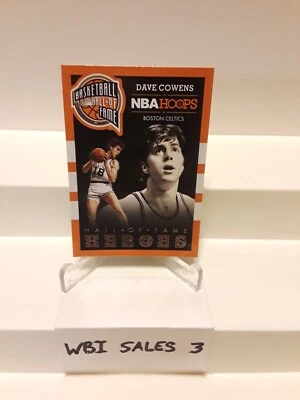 BASKETBALL
HALL OF
FAME
DAVE COWENS
NBA HOOPS
BOSTON CELTICS
HALL • OF • FAME
HEROES
WBI SALES 3